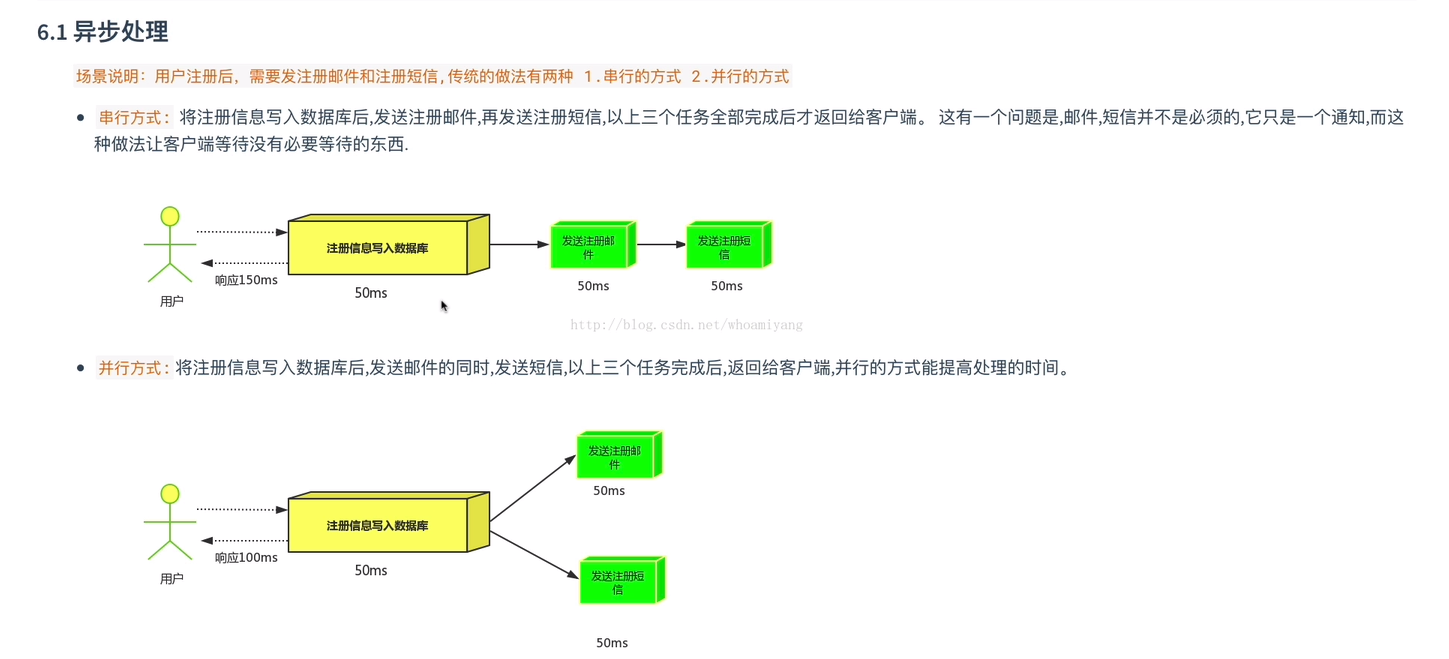 6.1 异步处理
场景说明: 用户注册后, 需要发注册邮件和注册短信,传统的做法有两种 1.串行的方式 2.并行的方式
串行方式: 将注册信息写入数据库后,发送注册邮件,再发送注册短信,以上三个任务全部完成后才返回给客户端。 这有一个问题是,邮件,短信并不是必须的,它只是一个通知,而这
种做法让客户端等待没有必要等待的东西.
注册信息写入数据库
发送注册邮
件
发送注册短
信
响应150ms
50ms
50ms
50ms
用户
http://blog.csdn.net/whoamiyang
并行方式:将注册信息写入数据库后,发送邮件的同时,发送短信,以上三个任务完成后,返回给客户端,并行的方式能提高处理的时间。
发送注册邮
件
50ms
注册信息写入数据库
响应100ms
50ms
用户
发送注册短
信
50ms